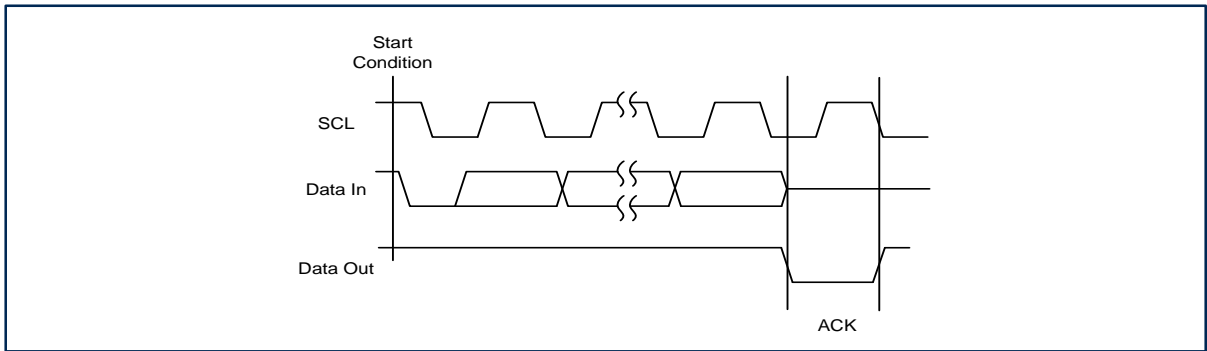 Start
Condition
SCL
Data In
Data Out
ACK